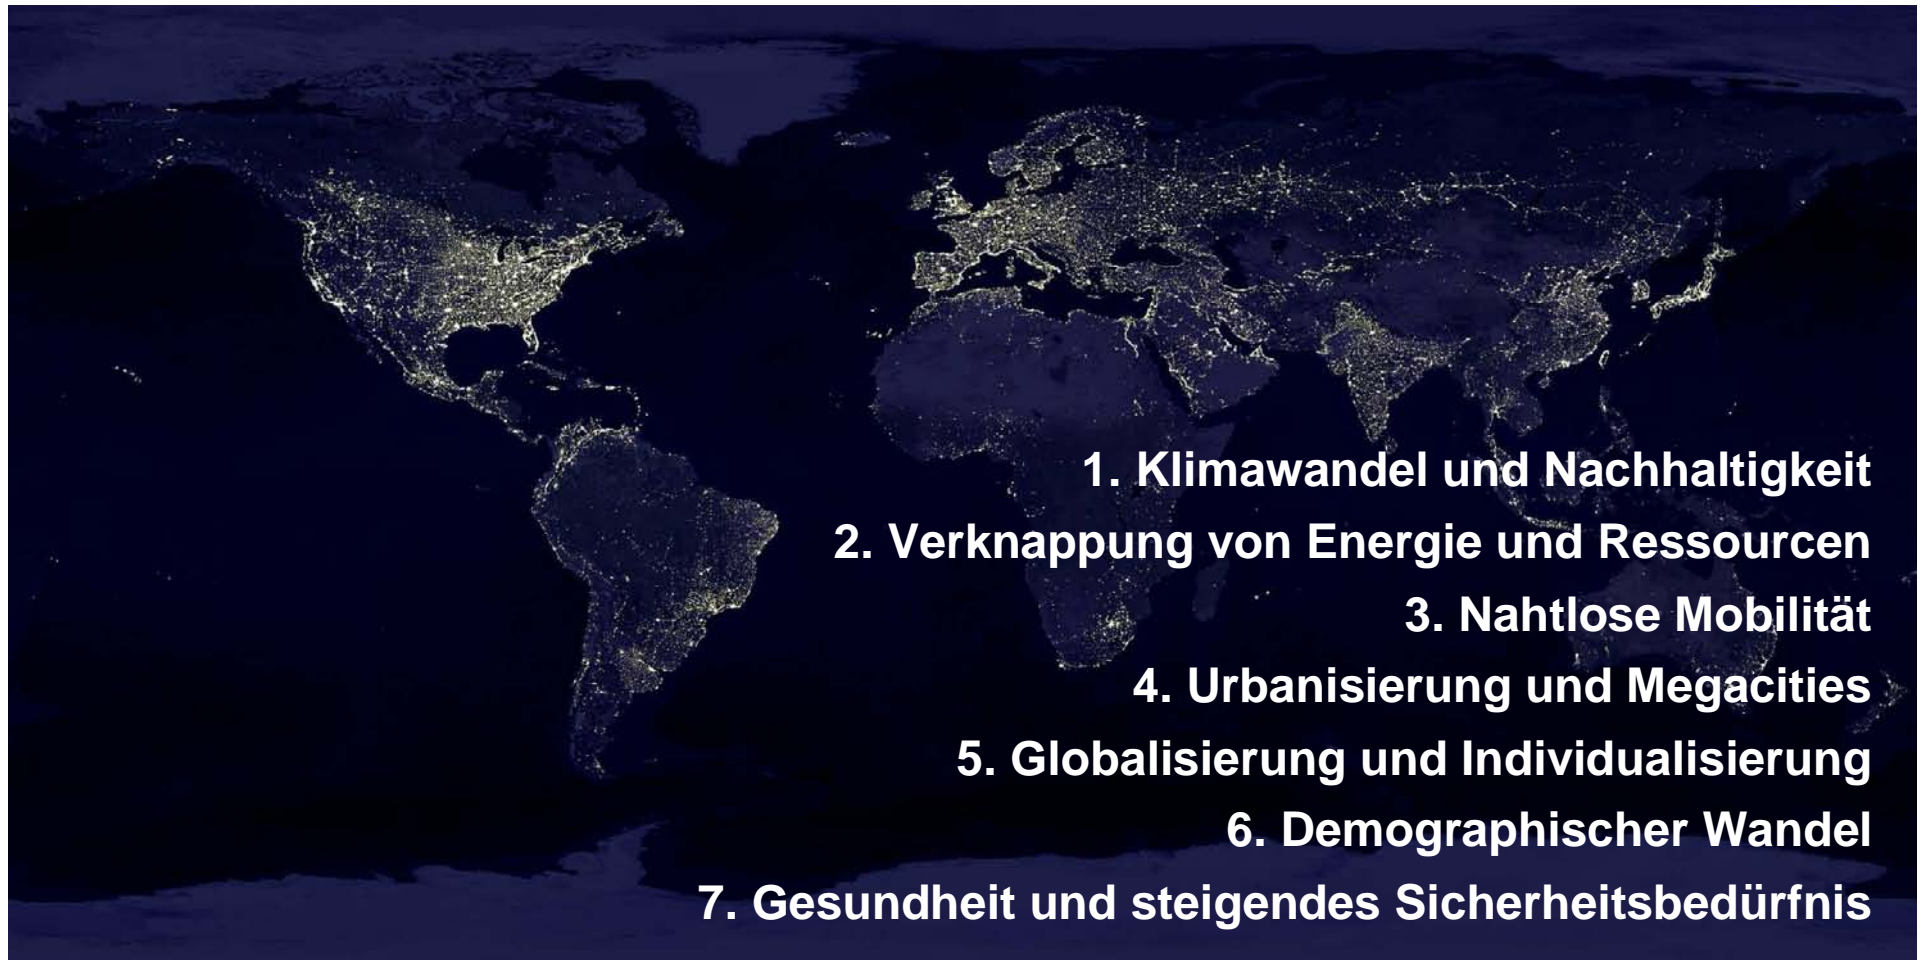 1. Klimawandel und Nachhaltigkeit
2. Verknappung von Energie und Ressourcen
3. Nahtlose Mobilität
4. Urbanisierung und Megacities
5. Globalisierung und Individualisierung
6. Demographischer Wandel
7. Gesundheit und steigendes Sicherheitsbedürfnis